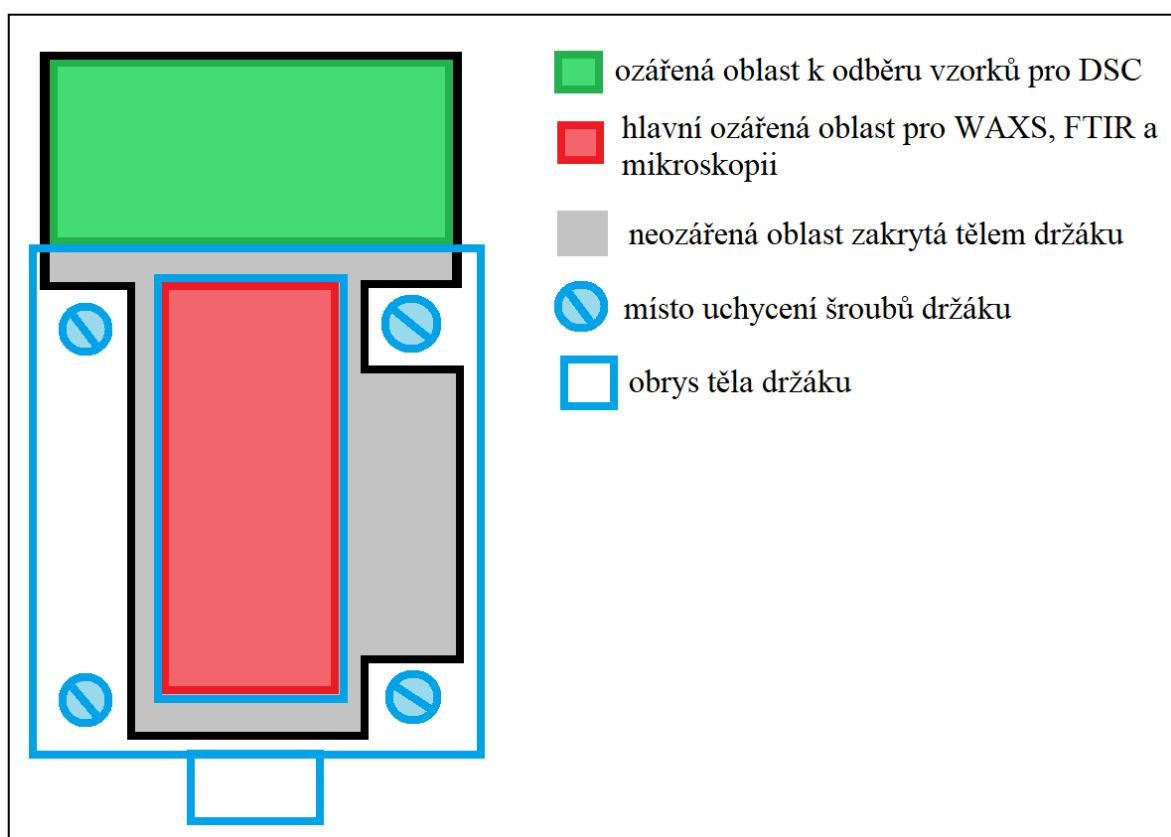 ozářená oblast k odběru vzorků pro DSC
hlavní ozářená oblast pro WAXS, FTIR a
mikroskopii
neozářená oblast zakrytá tělem držáku
místo uchycení šroubů držáku
obrys těla držáku